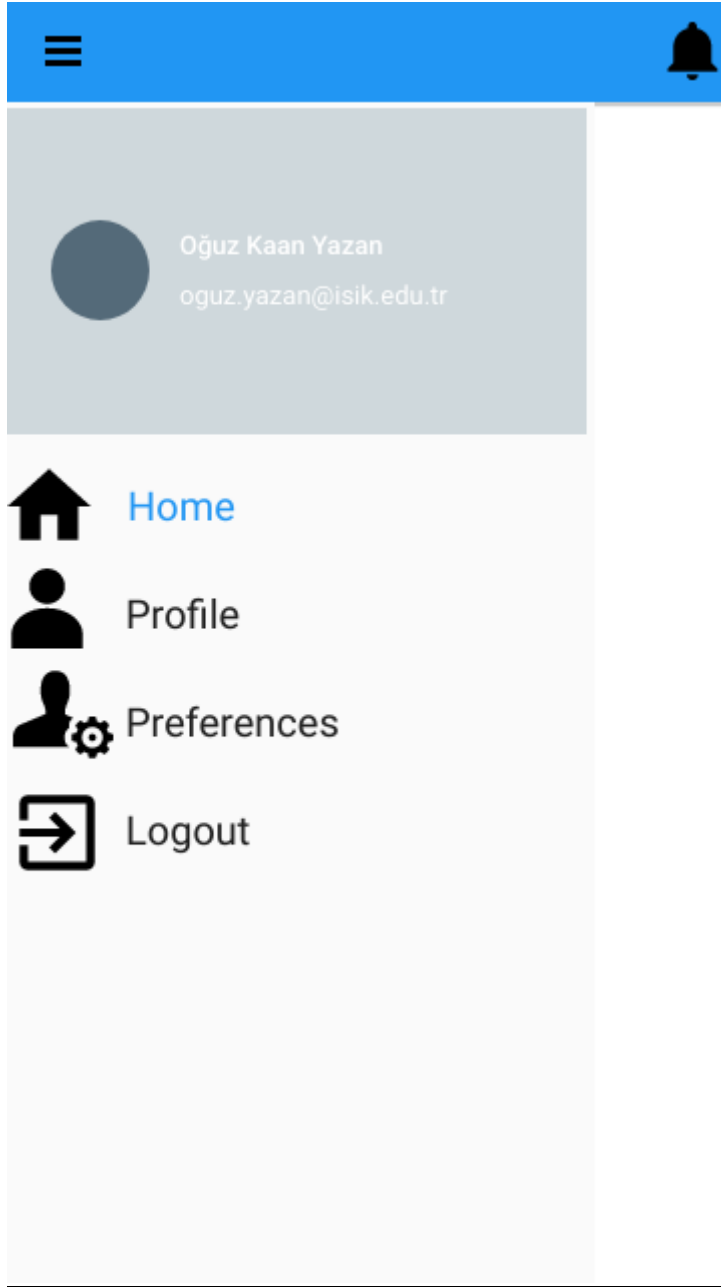 Oğuz Kaan Yazan
oguz.yazan@isik.edu.tr
Home
Profile
Preferences
Logout